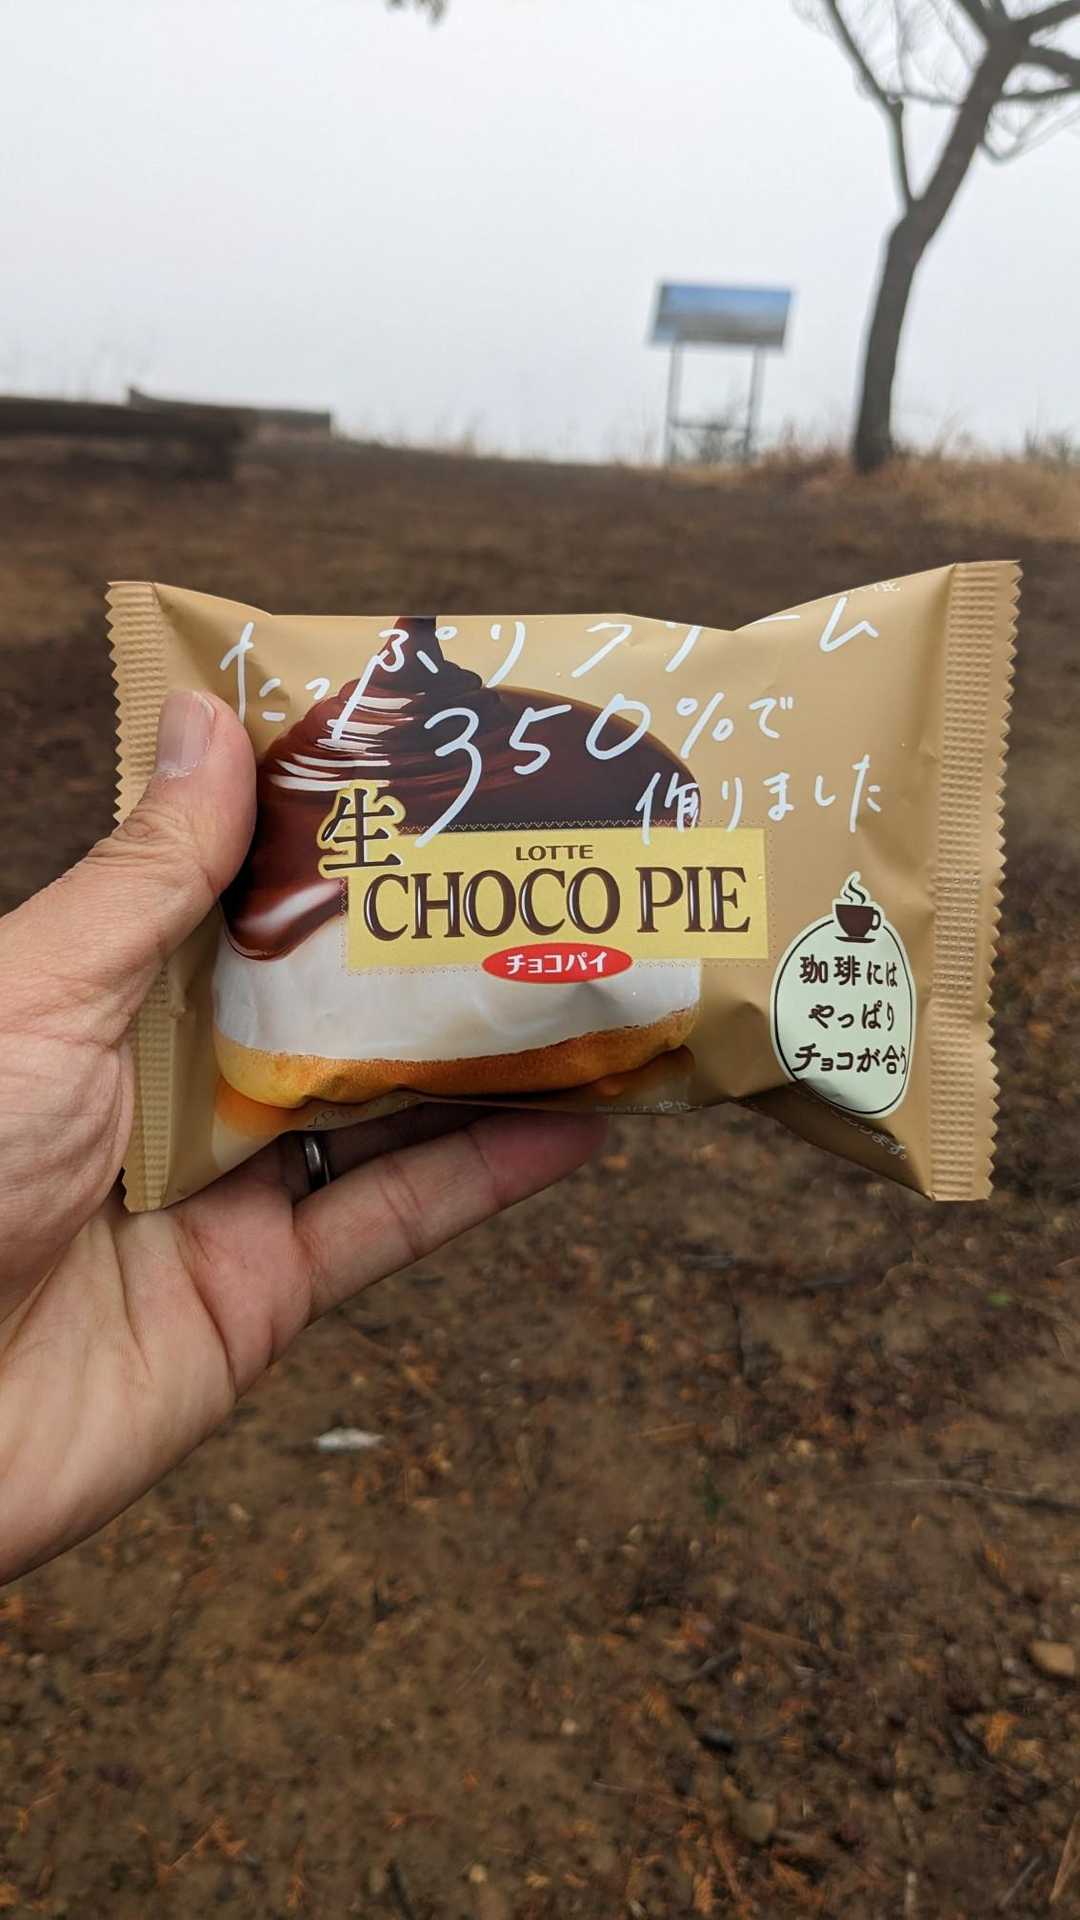 たっぷりクリーム
350%で
作りました
生
LOTTE
CHOCO PIE
チョコパイ
珈琲には
やっぱり
チョコが合う